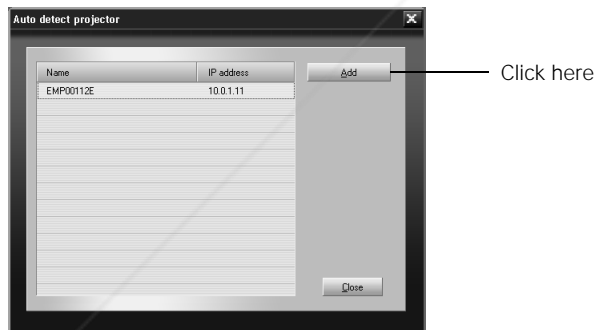 Auto detect projector
Name IP address Add Click here
EMP00112E 10.0.1.11
Close